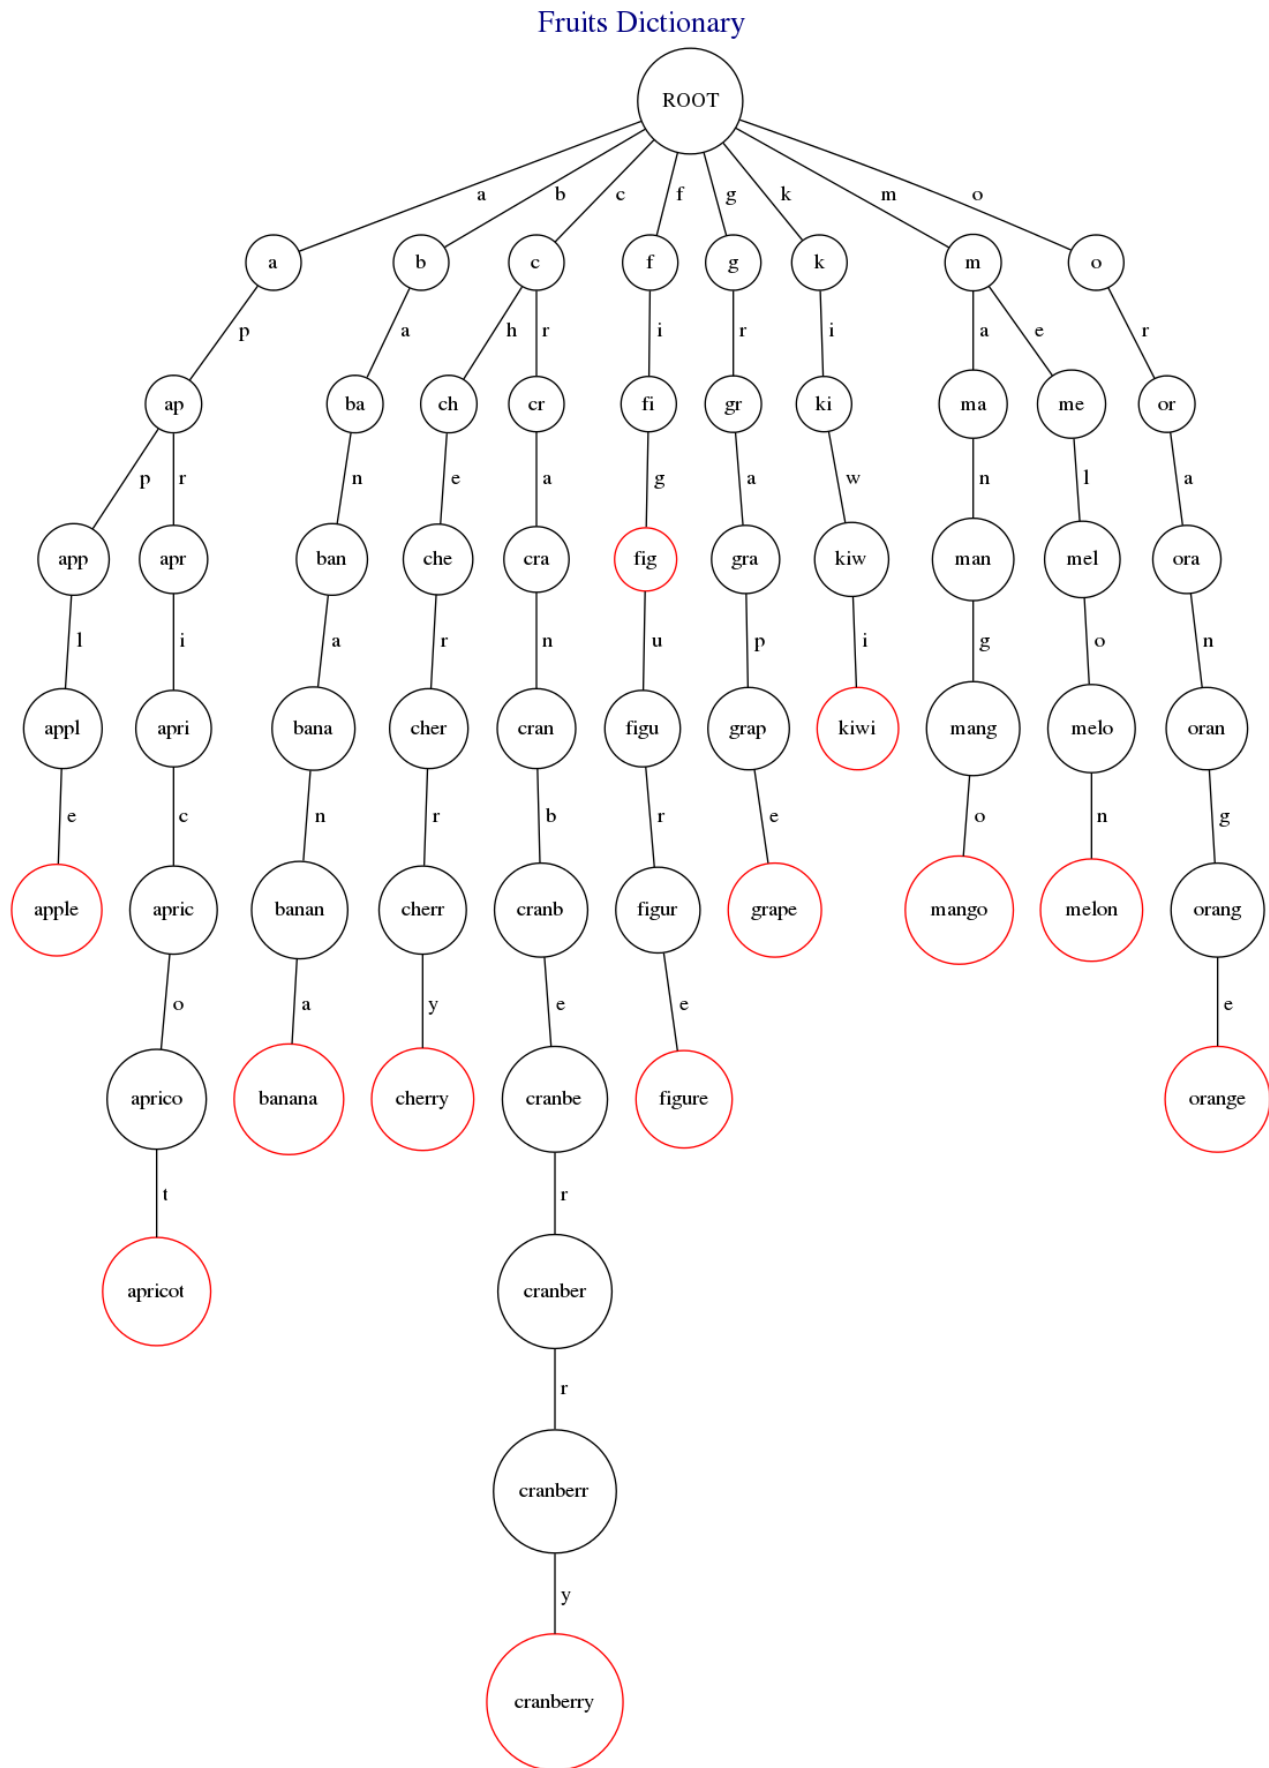 Fruits Dictionary
ROOT
a b c f g k m o
a b c f g k m o
p a h r i r i a e r
ap ba ch cr fi gr ki ma me or
p r n e a g a w n l a
app apr ban che cra fig gra kiw man mel ora
l i a r n u p i g o n
appl apri bana cher cran figu grap kiwi mang melo oran
e c n r b r e o n g
apple apric banan cherr cranb figur grape mango melon orang
o a y e e e
aprico banana cherry cranbe figure orange
t r
apricot cranber
r
cranberr
y
cranberry